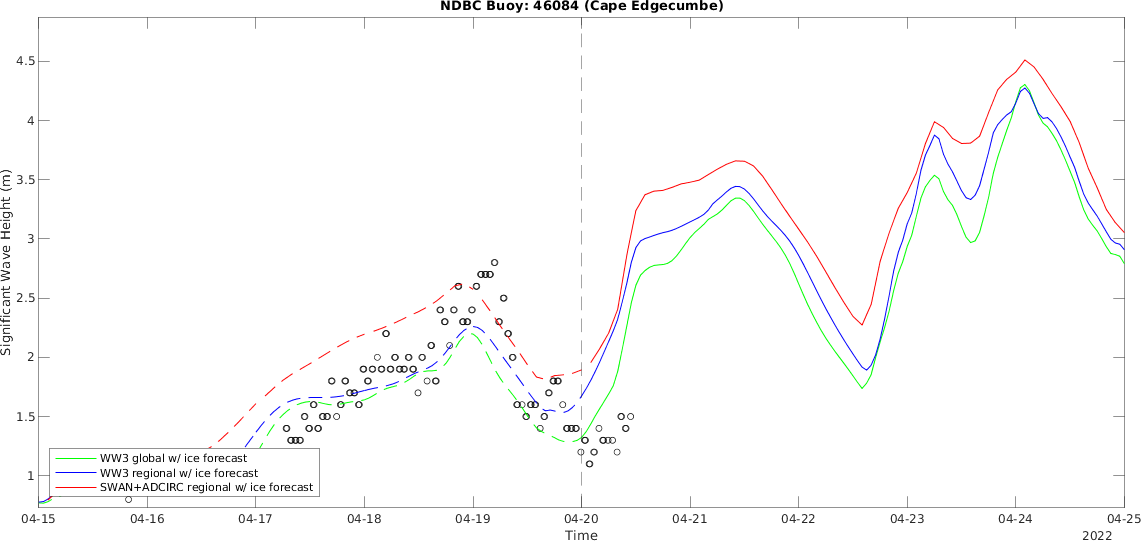 NDBC Buoy: 46084 (Cape Edgecumbe)
Significant Wave Height (m)
4.5
4
3.5
3
2.5
2
1.5
1
WW3 global w/ ice forecast
WW3 regional w/ ice forecast
SWAN+ADCIRC regional w/ ice forecast
04-15 04-16 04-17 04-18 04-19 04-20 04-21 04-22 04-23 04-24 04-25
Time
2022